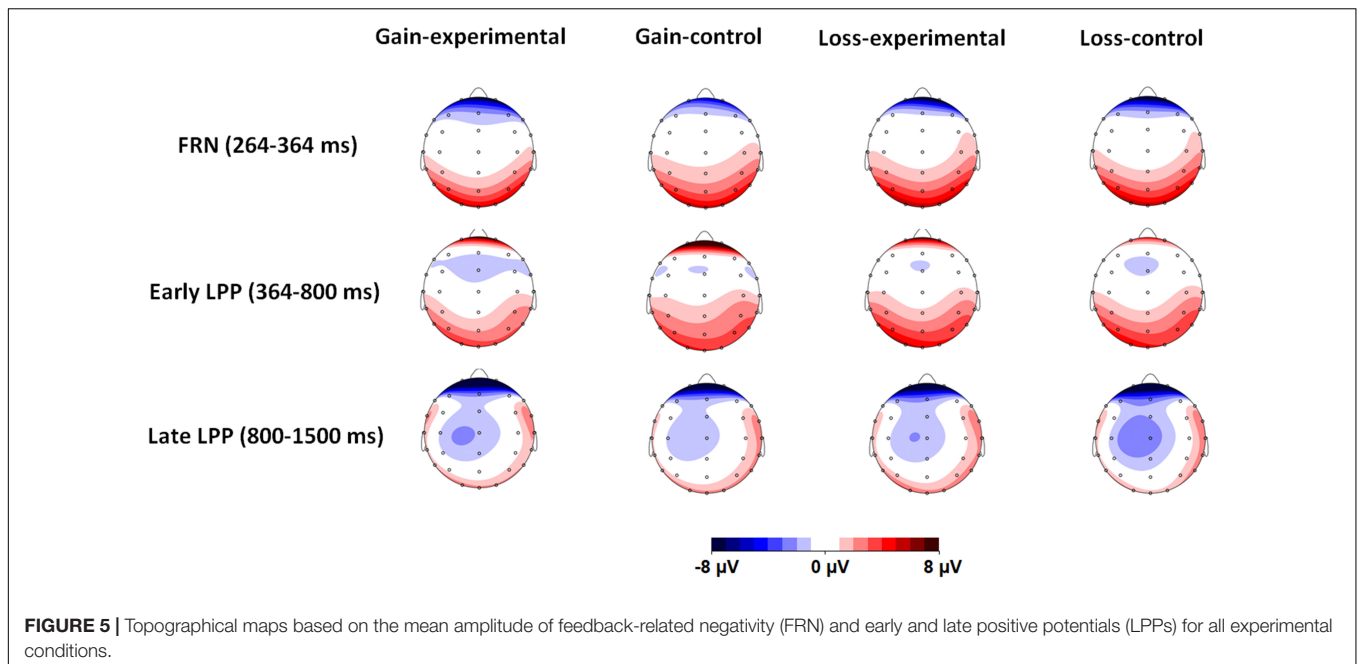 Gain-experimental Gain-control Loss-experimental Loss-control
FRN (264-364 ms)
Early LPP (364-800 ms)
Late LPP (800-1500 ms)
-8 µV 0 µV 8 µV
FIGURE 5 | Topographical maps based on the mean amplitude of feedback-related negativity (FRN) and early and late positive potentials (LPPs) for all experimental
conditions.